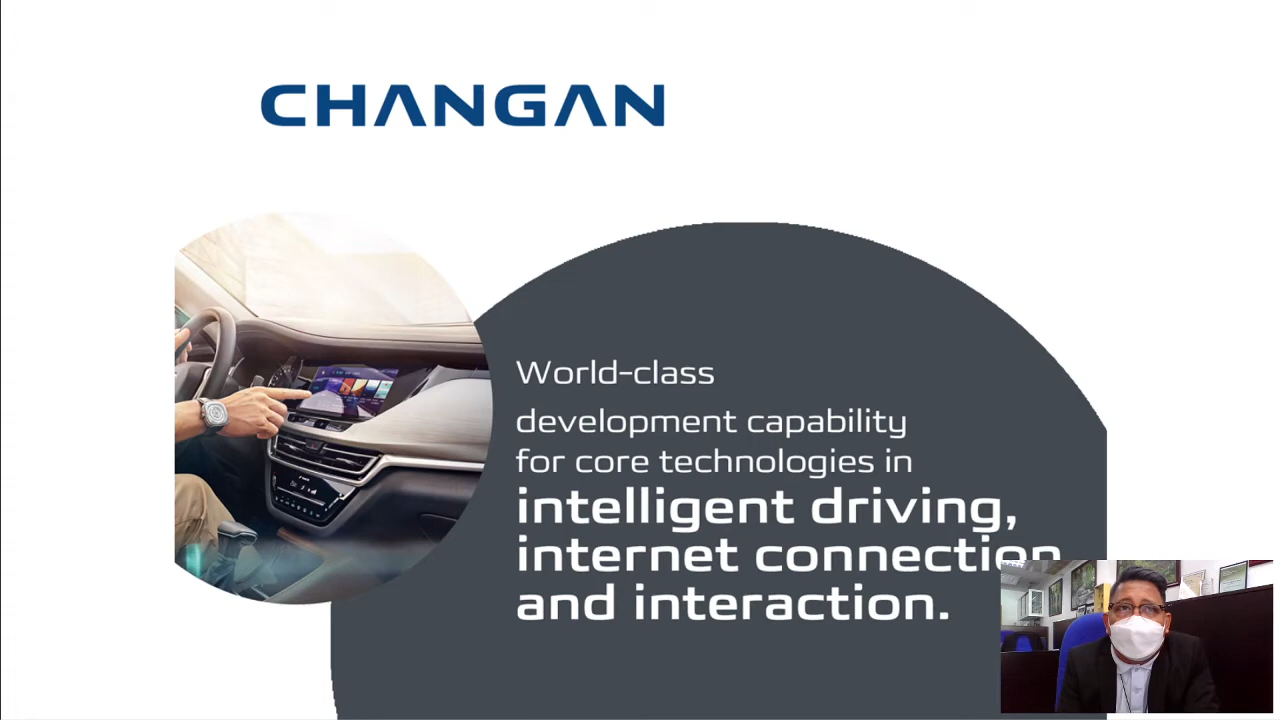 CHANGAN
World-class
development capability
for core technologies in
intelligent driving,
internet connection
and interaction.